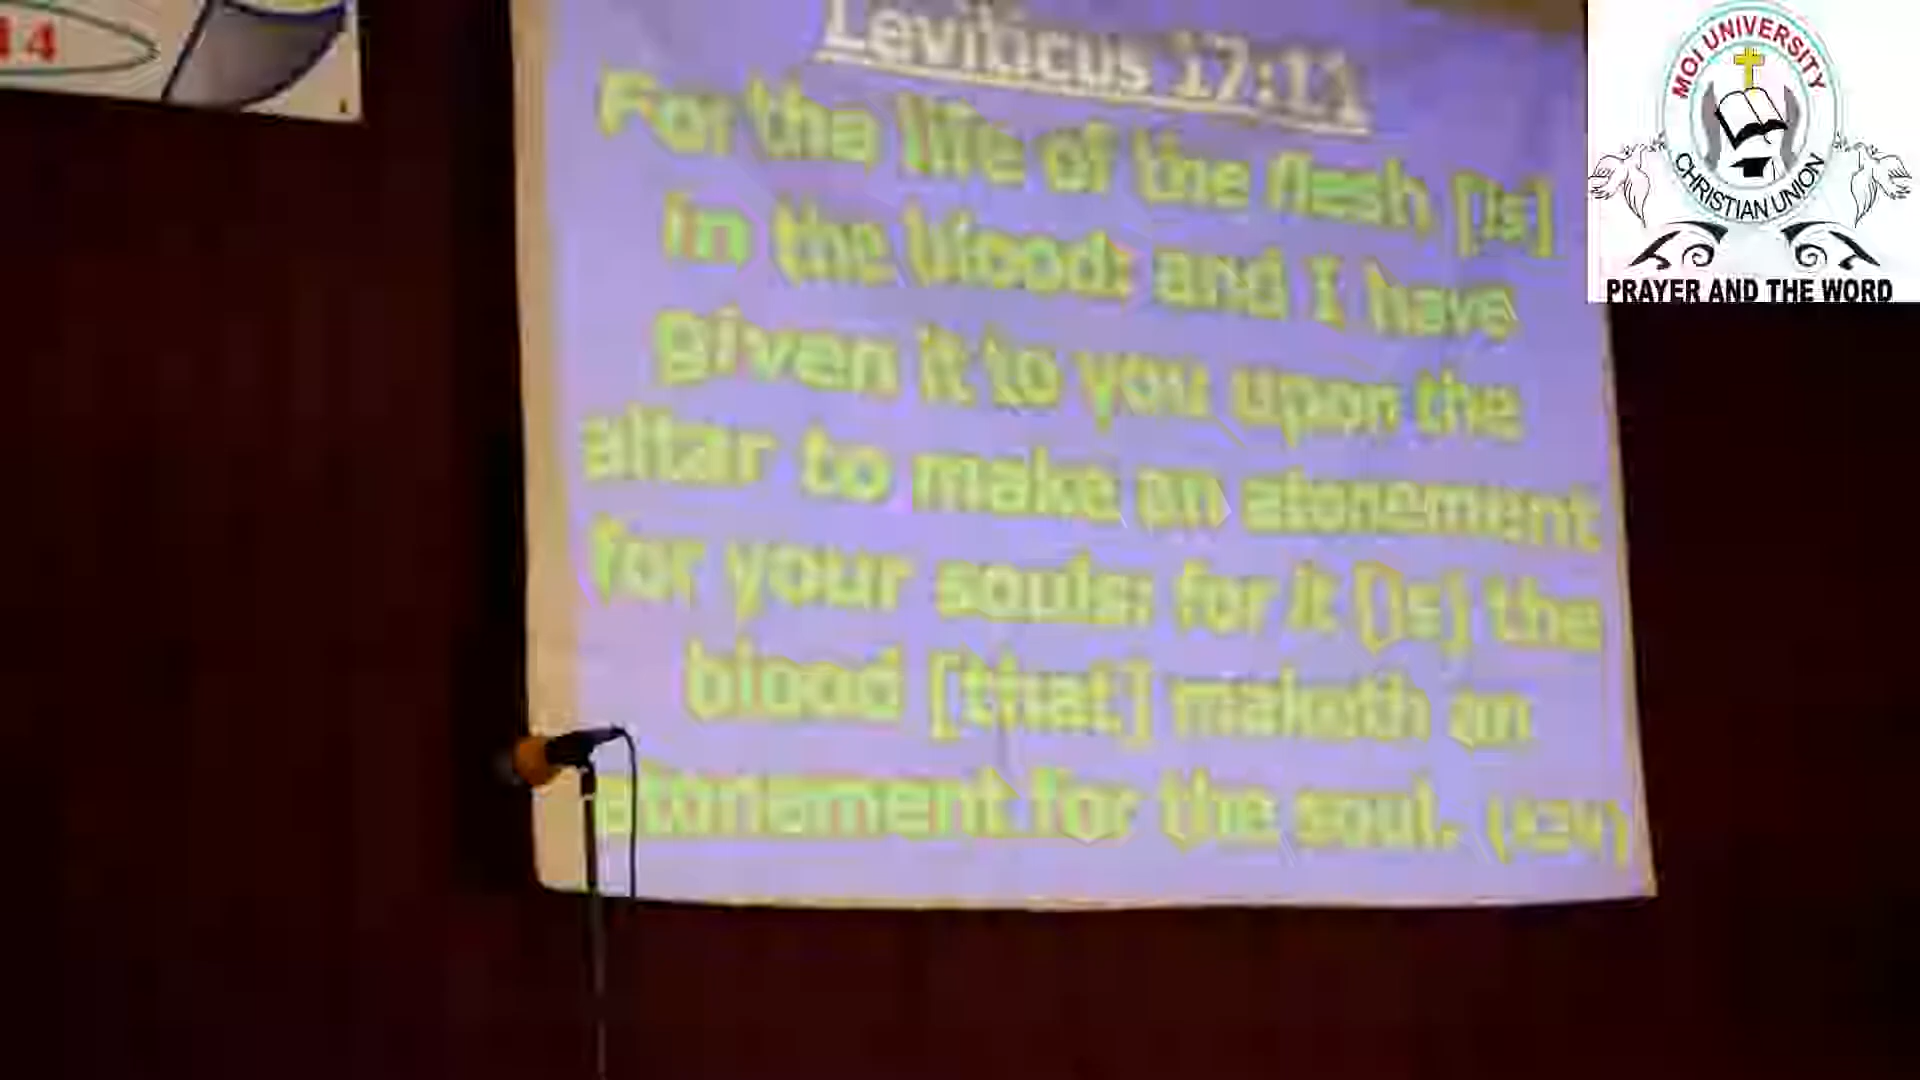 14
Leviticus 17:11
For the life of the flesh [is]
in the blood: and I have
given it to you upon the
altar to make an atonement
for your souls: for it [is] the
blood [that] maketh an
atonement for the soul.
MOI UNIVERSITY
CHRISTIAN UNION
PRAYER AND THE WORD